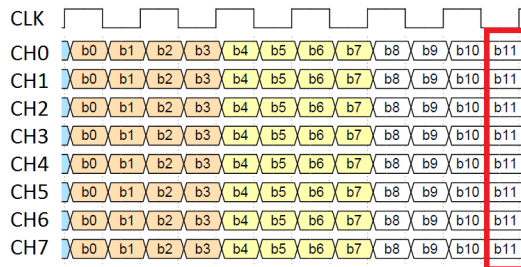 CLK
CH0 b0 b1 b2 b3 b4 b5 b6 b7 b8 b9 b10 b11
CH1 b0 b1 b2 b3 b4 b5 b6 b7 b8 b9 b10 b11
CH2 b0 b1 b2 b3 b4 b5 b6 b7 b8 b9 b10 b11
CH3 b0 b1 b2 b3 b4 b5 b6 b7 b8 b9 b10 b11
CH4 b0 b1 b2 b3 b4 b5 b6 b7 b8 b9 b10 b11
CH5 b0 b1 b2 b3 b4 b5 b6 b7 b8 b9 b10 b11
CH6 b0 b1 b2 b3 b4 b5 b6 b7 b8 b9 b10 b11
CH7 b0 b1 b2 b3 b4 b5 b6 b7 b8 b9 b10 b11